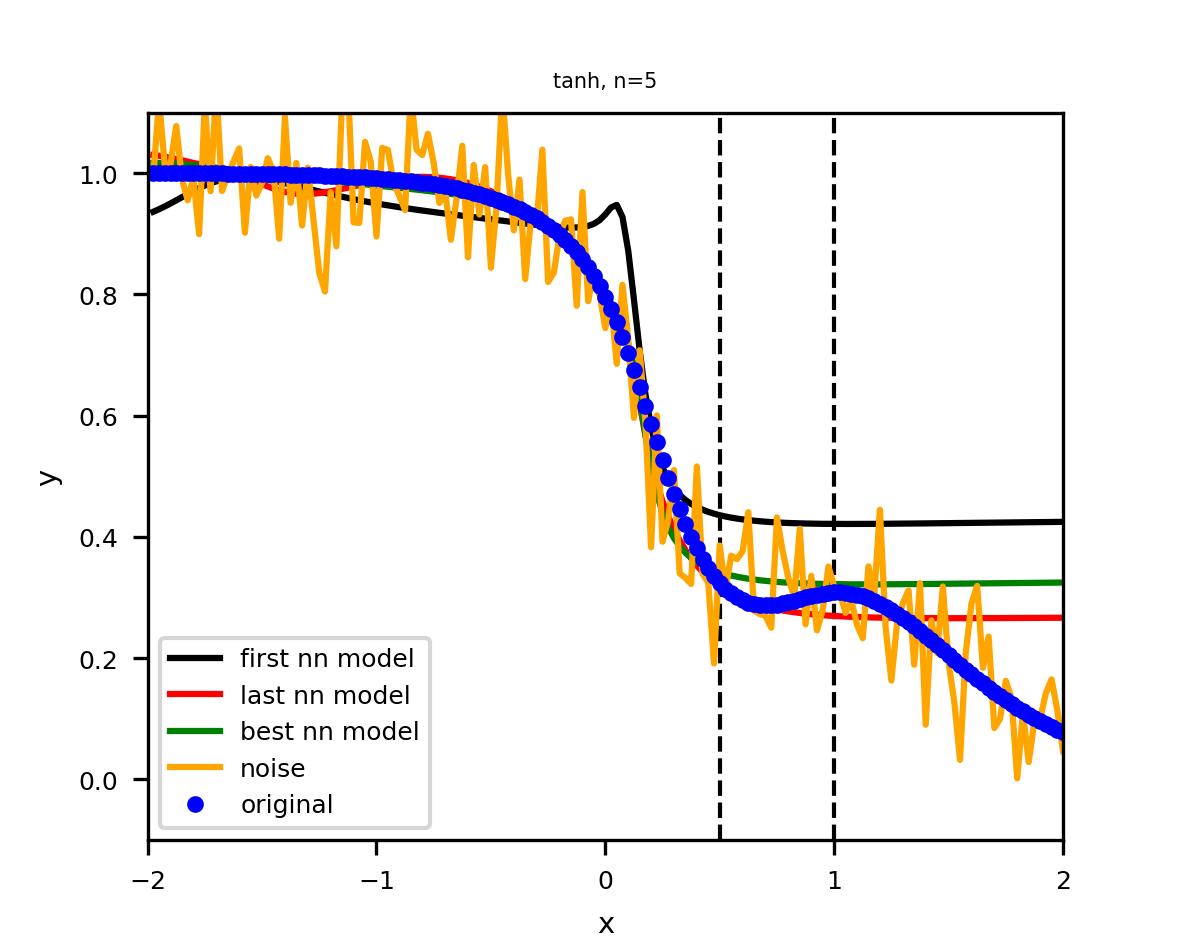 tanh, n=5
y
1.0
0.8
0.6
0.4
0.2
0.0
first nn model
last nn model
best nn model
noise
original
−2 −1 0 1 2
x